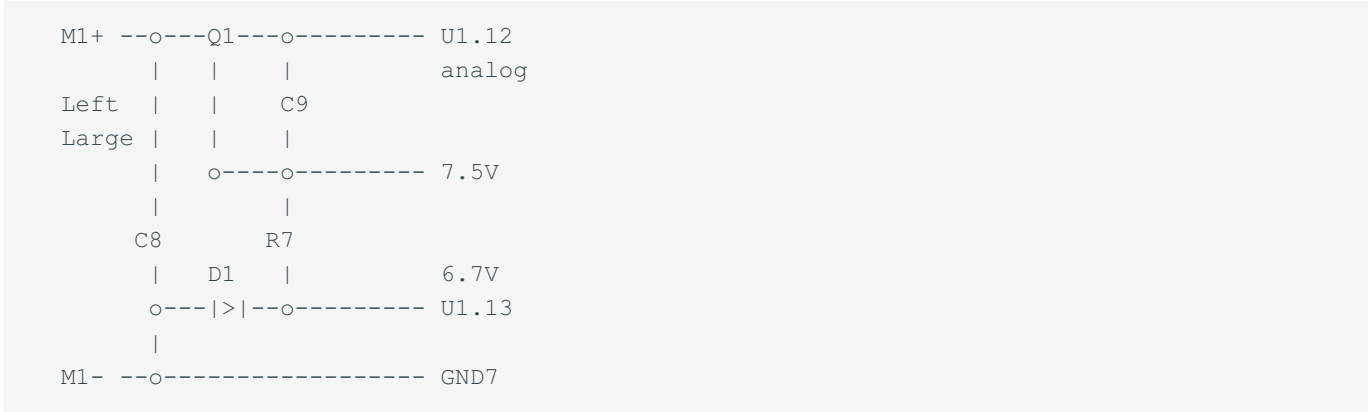 M1+ --o---Q1---o--------- U1.12
      |   |    |          analog
Left  |   |    C9
Large |   |    |
      |   o----o--------- 7.5V
      |        |
     C8       R7
      |   D1   |          6.7V
      o---|>|--o--------- U1.13
      |
M1- --o------------------ GND7